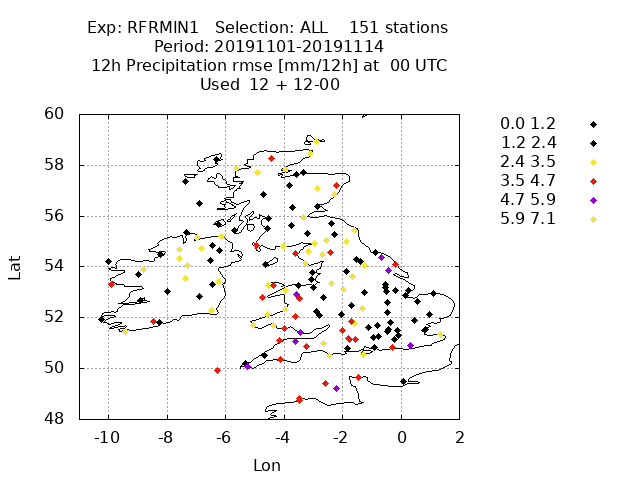 Exp: RFRMIN1   Selection: ALL    151 stations
Period: 20191101-20191114
12h Precipitation rmse [mm/12h] at  00 UTC
Used  12 + 12-00
60
58
56
54
52
50
48
Lat
-10 -8 -6 -4 -2 0 2
Lon
0.0 1.2
1.2 2.4
2.4 3.5
3.5 4.7
4.7 5.9
5.9 7.1